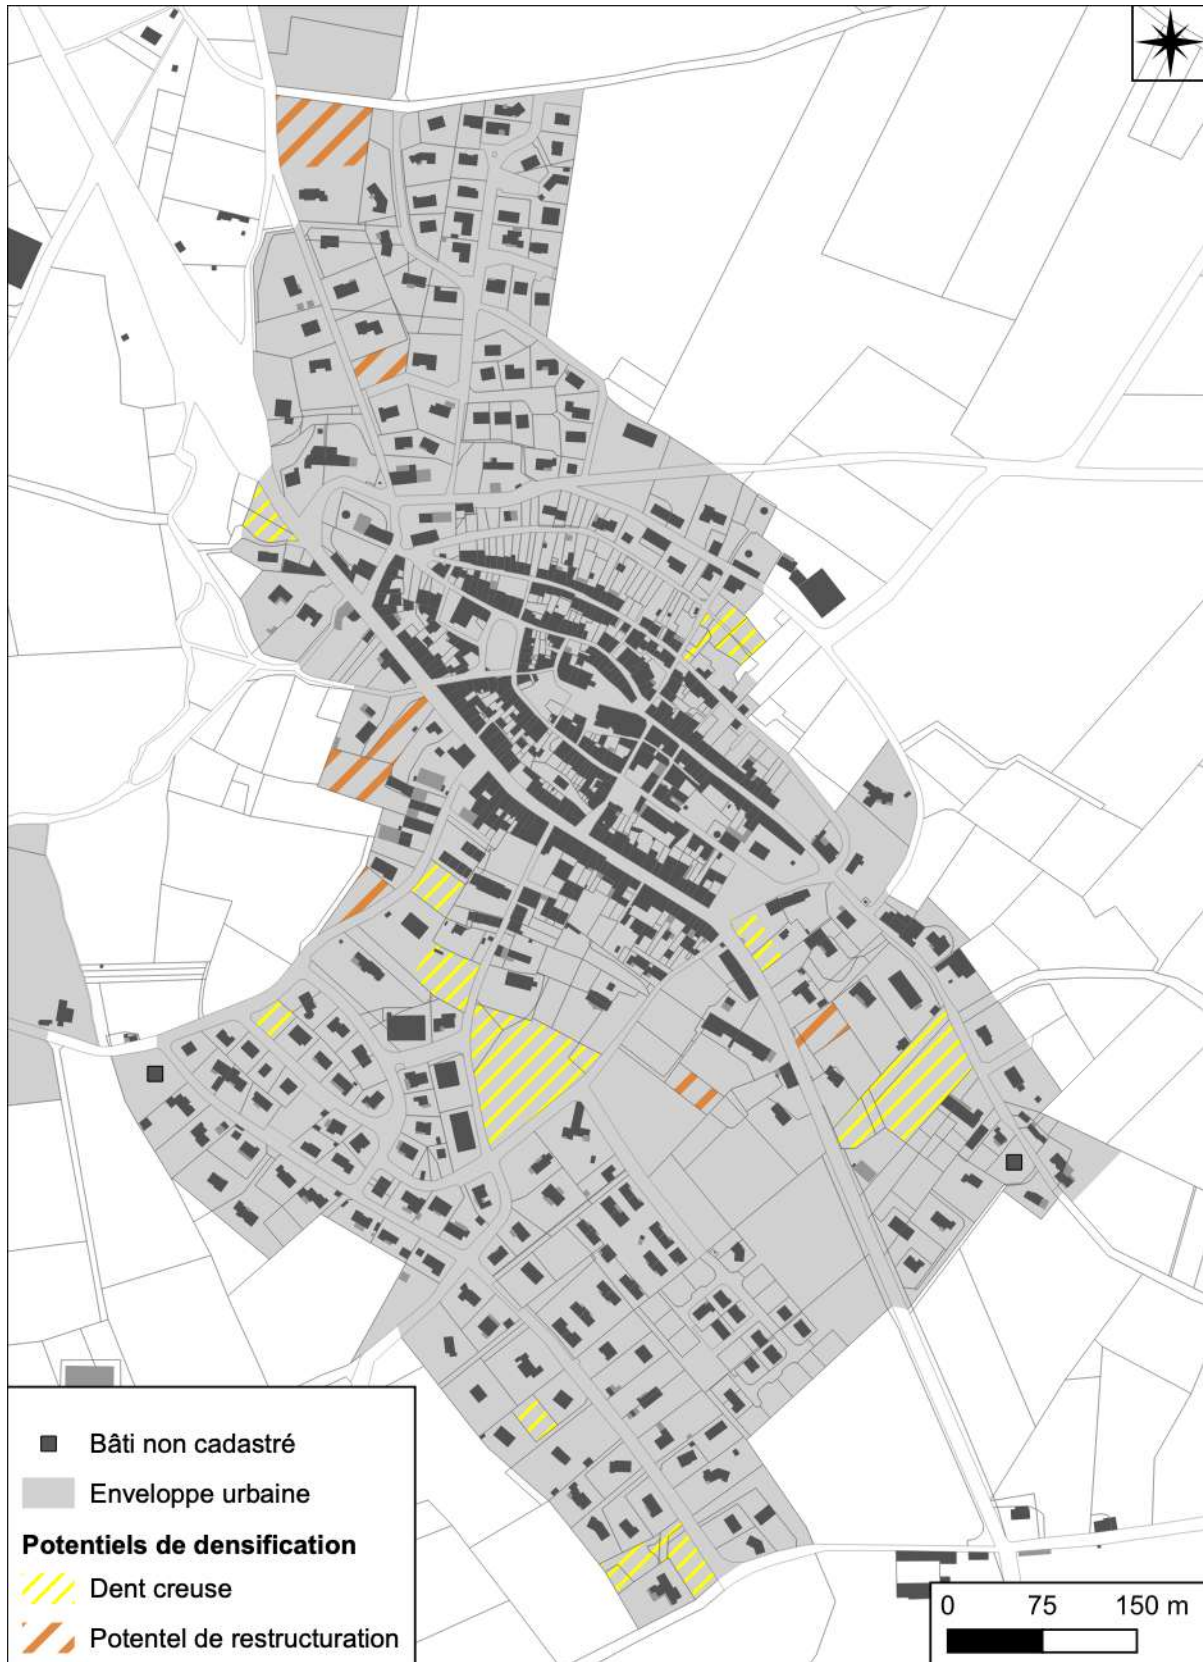 Bâti non cadastré
Enveloppe urbaine
Potentiels de densification
Dent creuse
Potentel de restructuration
0 75 150 m